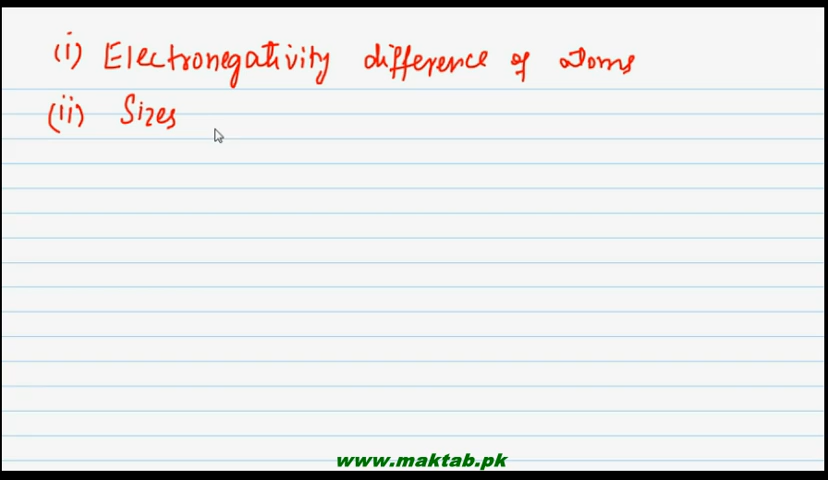 (i) Electronegativity difference of atoms
(ii) Sizes
www.maktab.pk